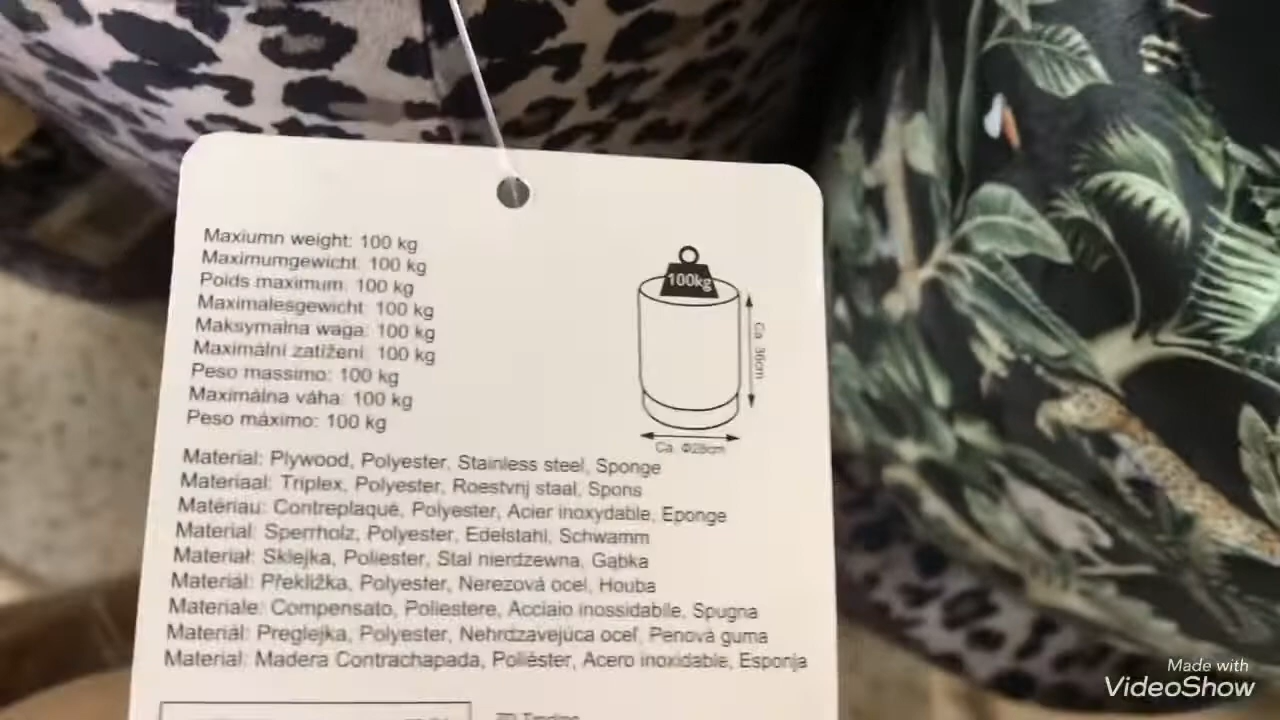 Maxiumn weight: 100 kg
Maximumgewicht: 100 kg
Poids maximum: 100 kg
Maximalesgewicht: 100 kg
Maksymalna waga: 100 kg
Maximální zatížení: 100 kg
Peso massimo: 100 kg
Maximálna váha: 100 kg
Peso máximo: 100 kg
100kg
Ca. 36cm
Ca. Φ28cm
Material: Plywood, Polyester, Stainless steel, Sponge
Materiaal: Triplex, Polyester, Roestvrij staal, Spons
Matériau: Contreplaqué, Polyester, Acier inoxydable, Eponge
Material: Sperrholz, Polyester, Edelstahl, Schwamm
Materiał: Sklejka, Poliester, Stal nierdzewna, Gąbka
Materiál: Překližka, Polyester, Nerezová ocel, Houba
Materiale: Compensato, Poliestere, Acciaio inossidabile, Spugna
Materiál: Preglejka, Polyester, Nehrdzavejúca oceľ, Penová guma
Material: Madera Contrachapada, Poliéster, Acero inoxidable, Esponja
Made with
VideoShow